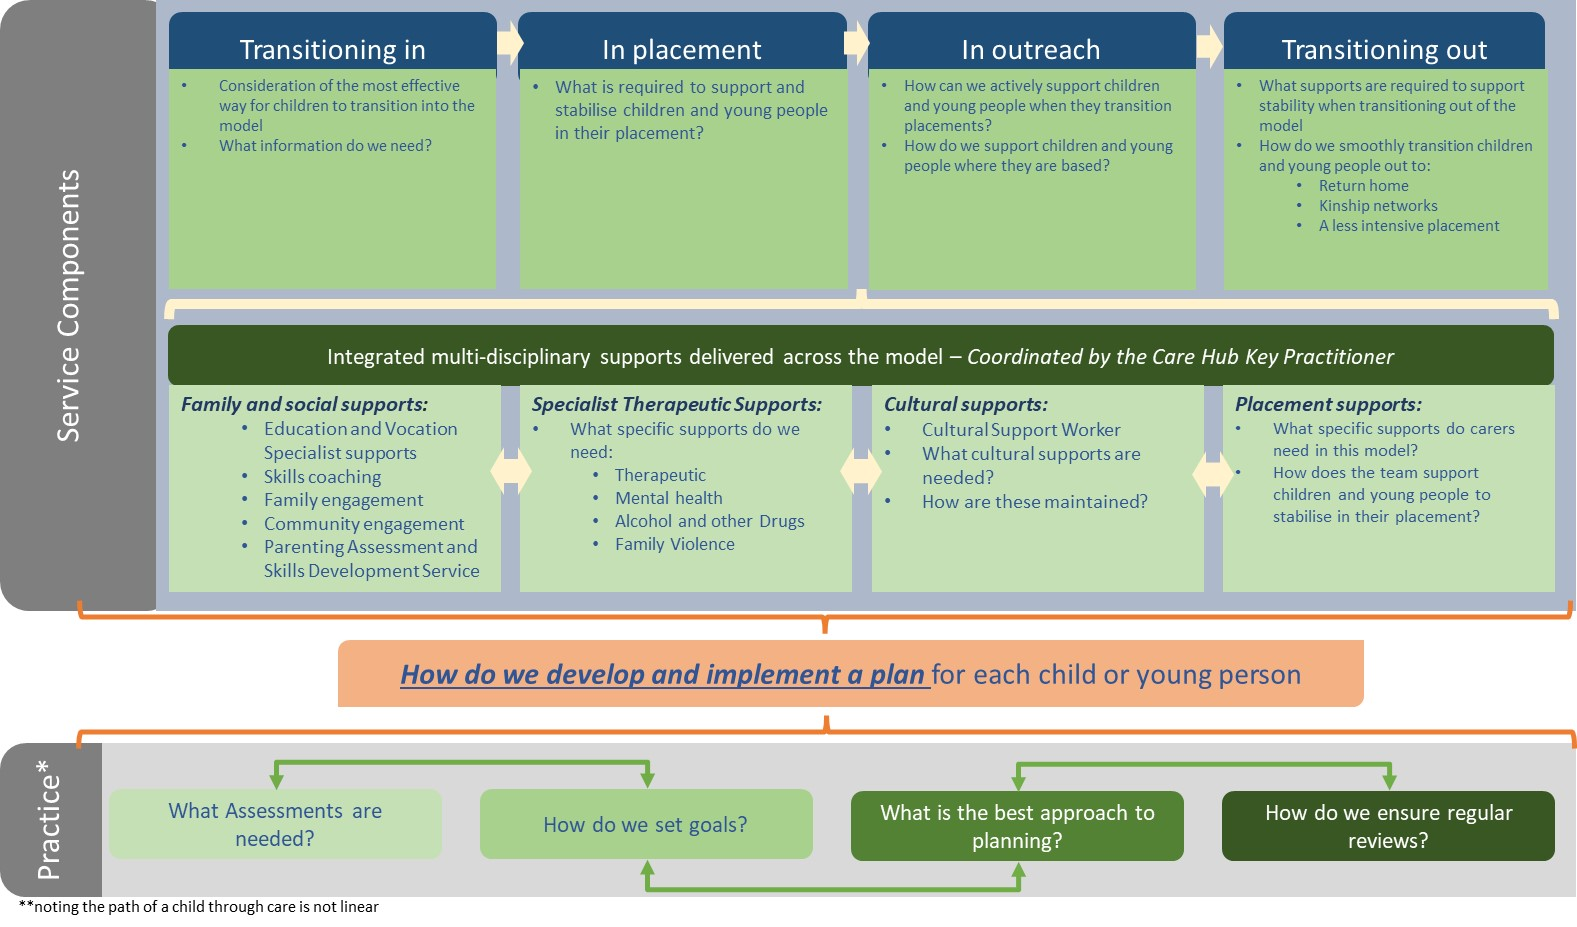 Service Components
Transitioning in
• Consideration of the most effective
way for children to transition into the
model
• What information do we need?
In placement
• What is required to support and
stabilise children and young people
in their placement?
In outreach
• How can we actively support children
and young people when they transition
placements?
• How do we support children and young
people where they are based?
Transitioning out
• What supports are required to support
stability when transitioning out of the
model
• How do we smoothly transition children
and young people out to:
• Return home
• Kinship networks
• A less intensive placement
Integrated multi-disciplinary supports delivered across the model – Coordinated by the Care Hub Key Practitioner
Family and social supports:
• Education and Vocation
Specialist supports
• Skills coaching
• Family engagement
• Community engagement
• Parenting Assessment and
Skills Development Service
Specialist Therapeutic Supports:
• What specific supports do we
need:
• Therapeutic
• Mental health
• Alcohol and other Drugs
• Family Violence
Cultural supports:
• Cultural Support Worker
• What cultural supports are
needed?
• How are these maintained?
Placement supports:
• What specific supports do carers
need in this model?
• How does the team support
children and young people to
stabilise in their placement?
How do we develop and implement a plan for each child or young person
Practice*
What Assessments are
needed?
How do we set goals?
What is the best approach to
planning?
How do we ensure regular
reviews?
**noting the path of a child through care is not linear